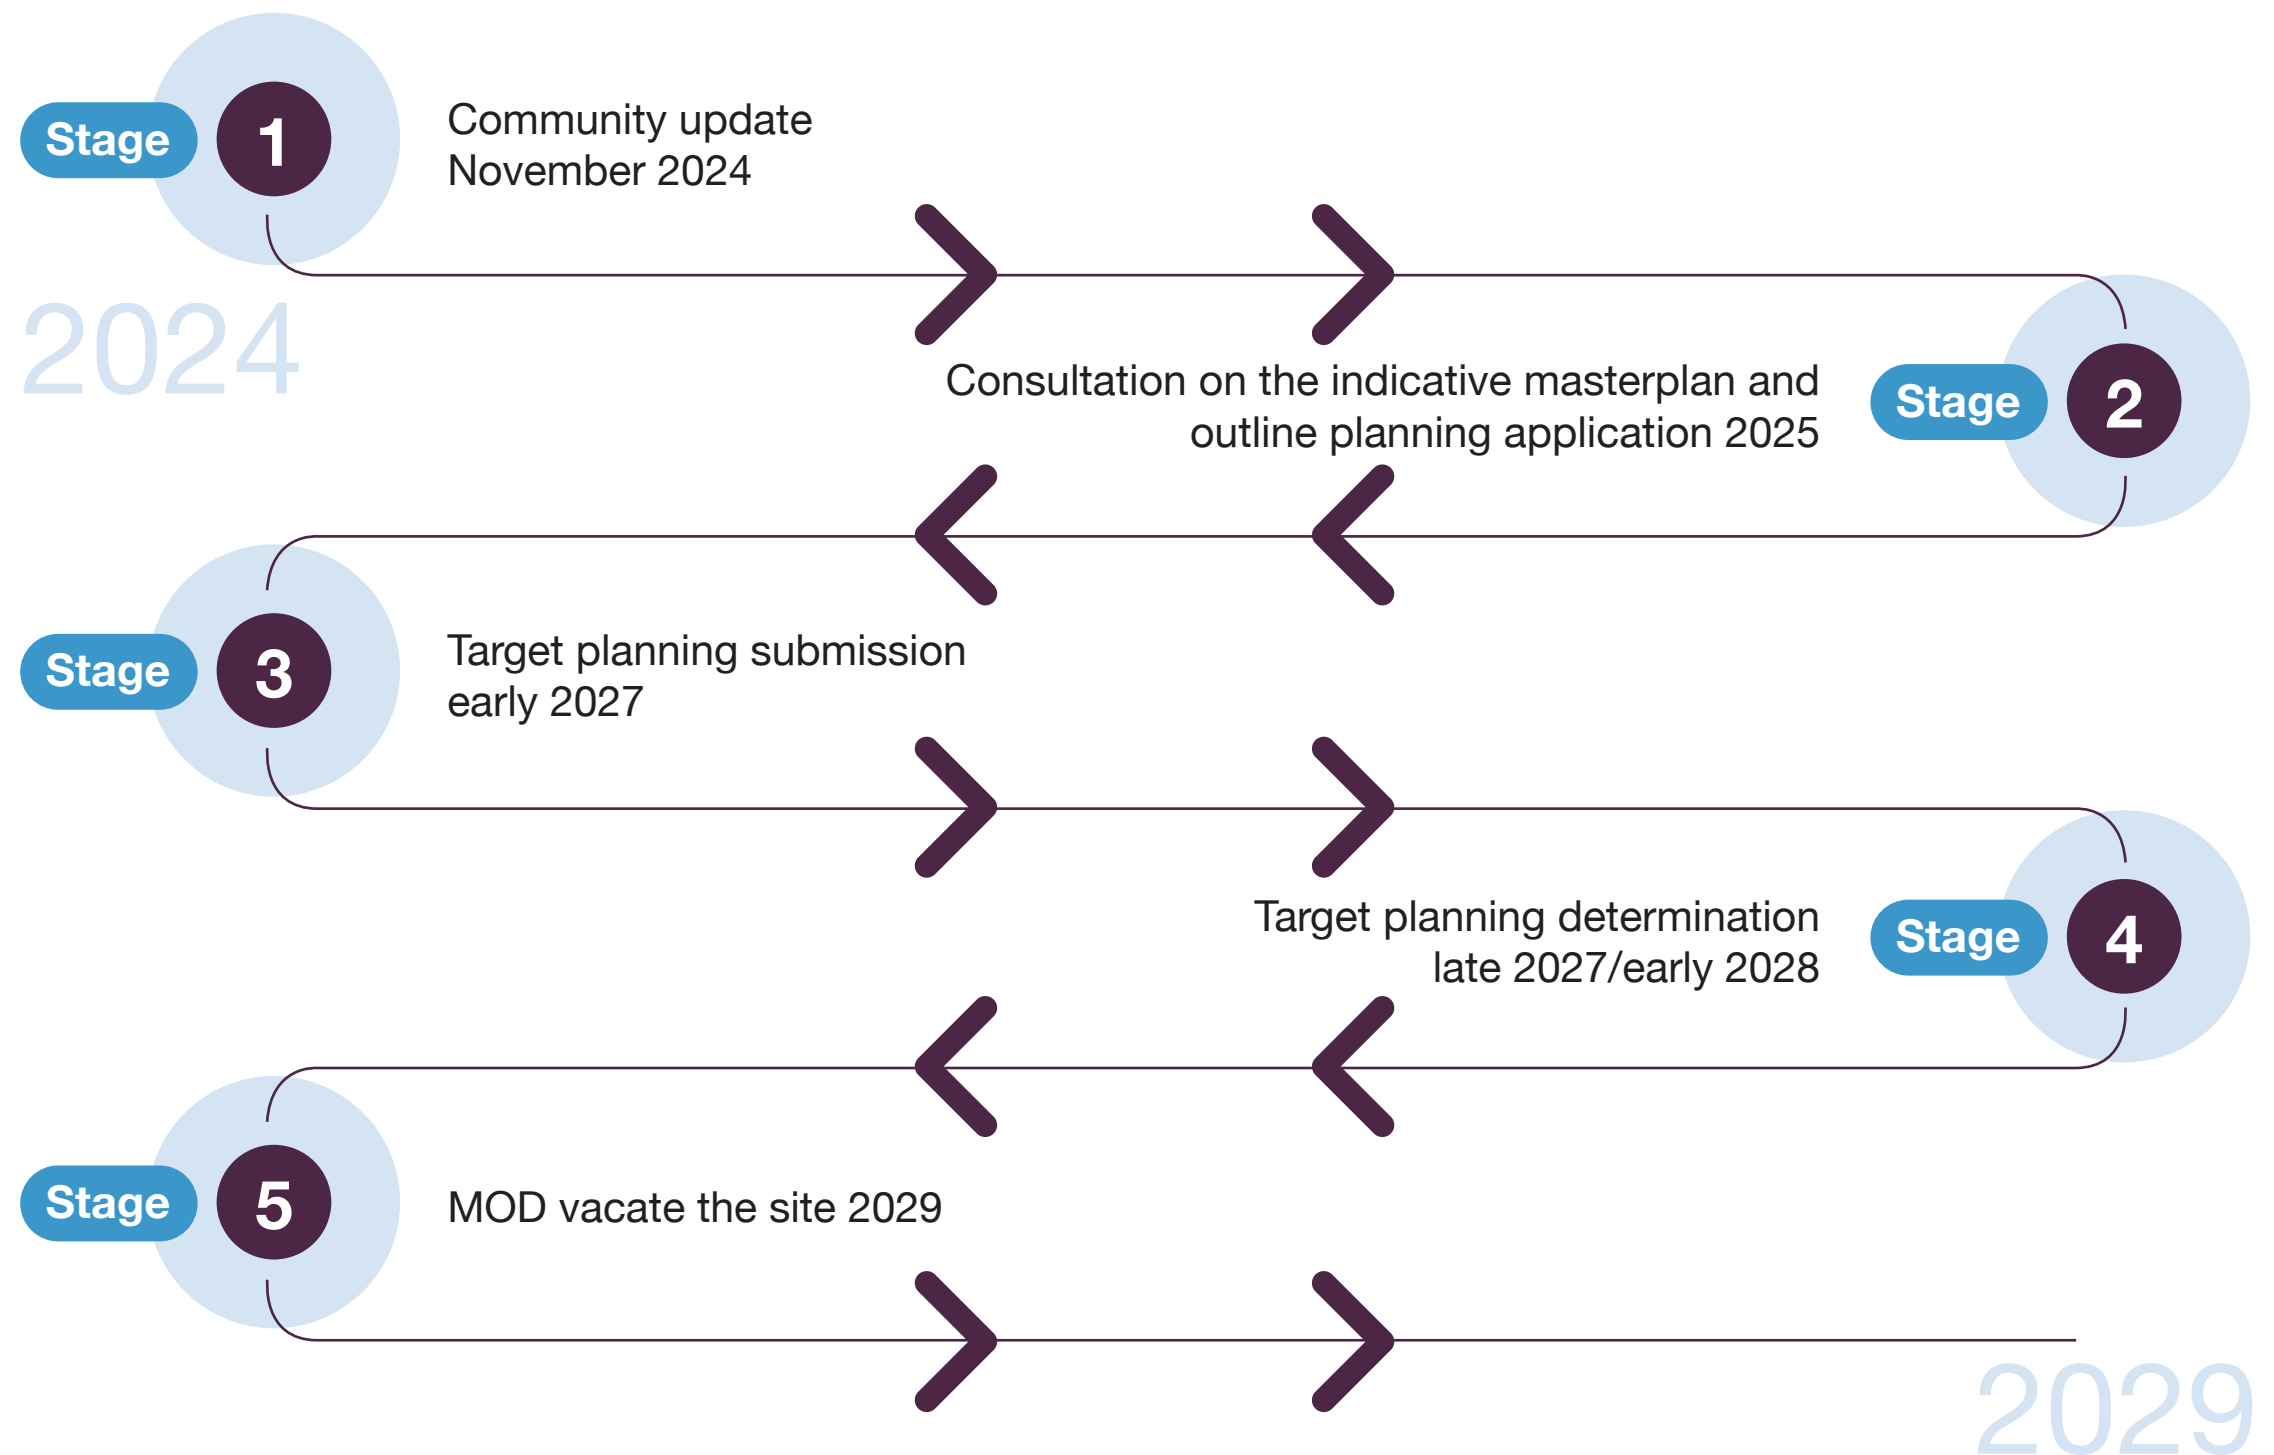 Stage 1
Community update
November 2024
2024
Consultation on the indicative masterplan and
outline planning application 2025
Stage 2
Stage 3
Target planning submission
early 2027
Target planning determination
late 2027/early 2028
Stage 4
Stage 5
MOD vacate the site 2029
2029